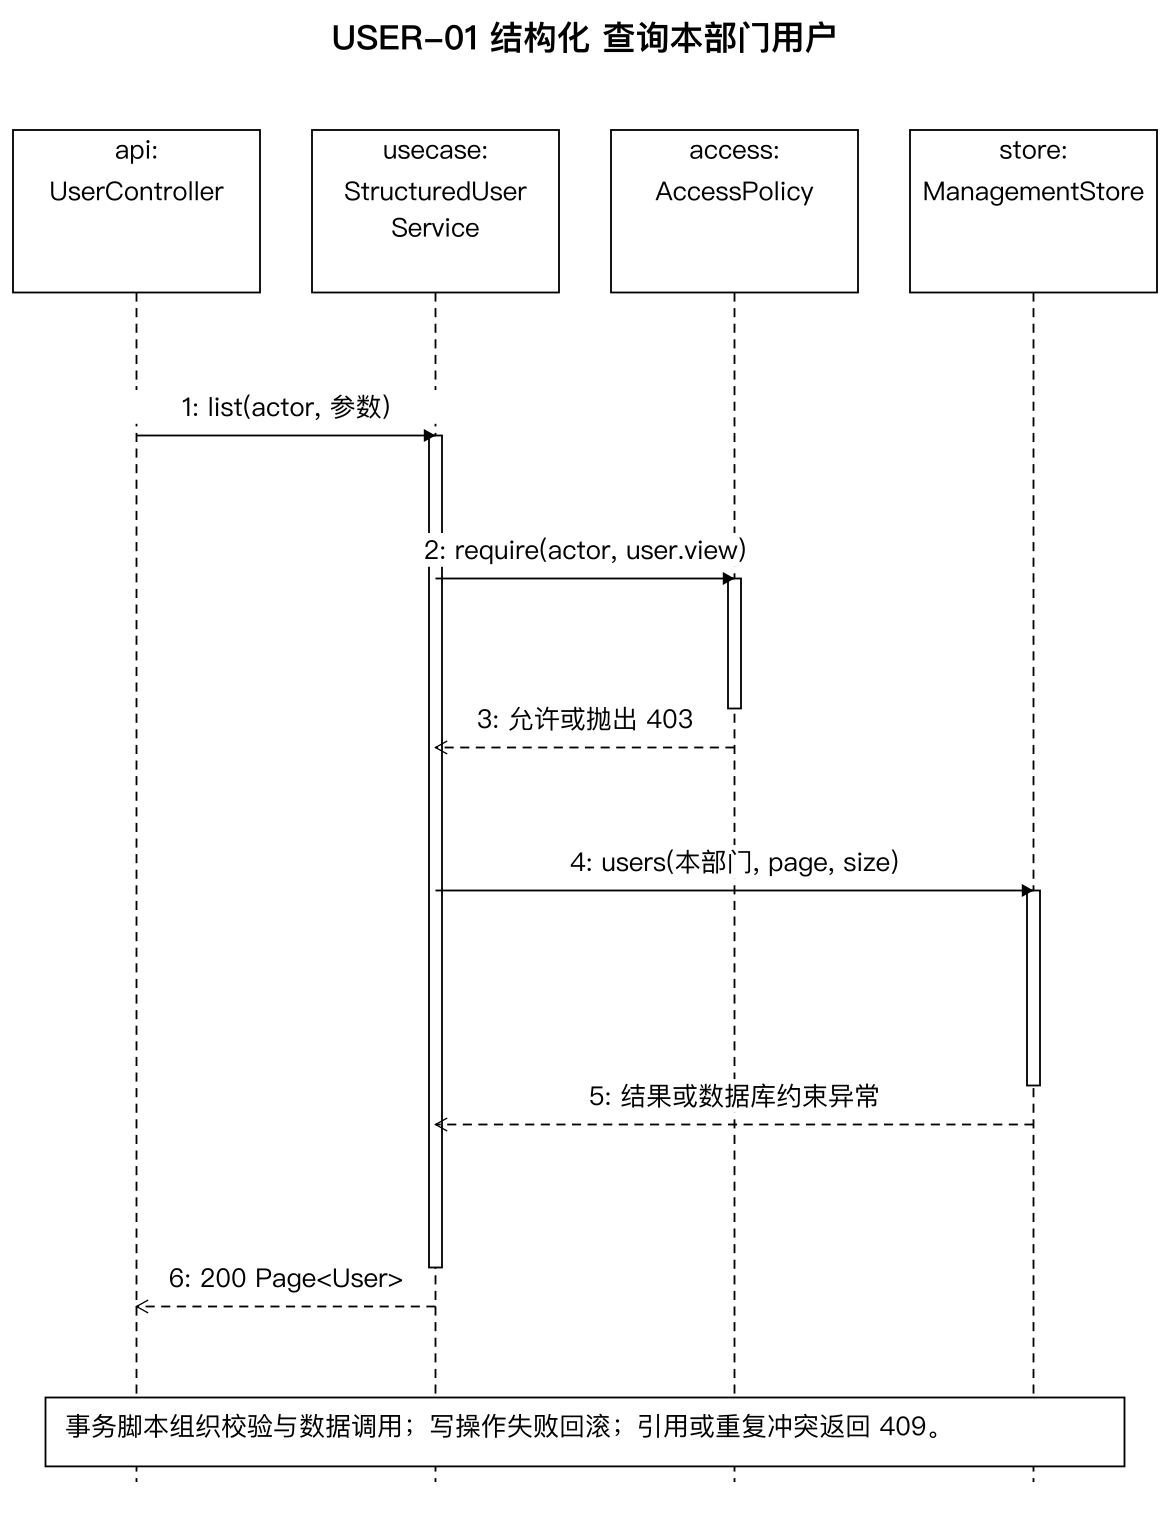 USER-01 结构化 查询本部门用户
api:
UserController
usecase:
StructuredUser
Service
access:
AccessPolicy
store:
ManagementStore
1: list(actor, 参数)
2: require(actor, user.view)
3: 允许或抛出 403
4: users(本部门, page, size)
5: 结果或数据库约束异常
6: 200 Page<User>
事务脚本组织校验与数据调用；写操作失败回滚；引用或重复冲突返回 409。